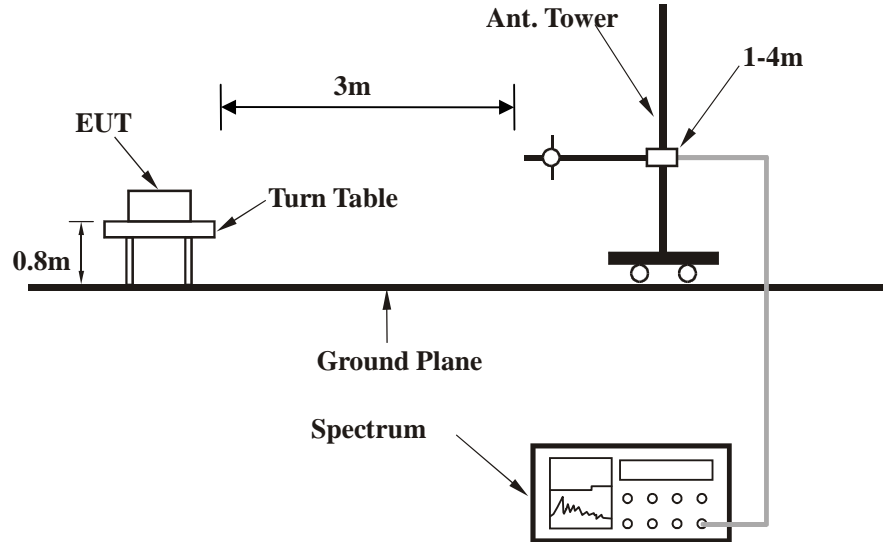 Ant. Tower
1-4m
3m
EUT
Turn Table
0.8m
Ground Plane
Spectrum